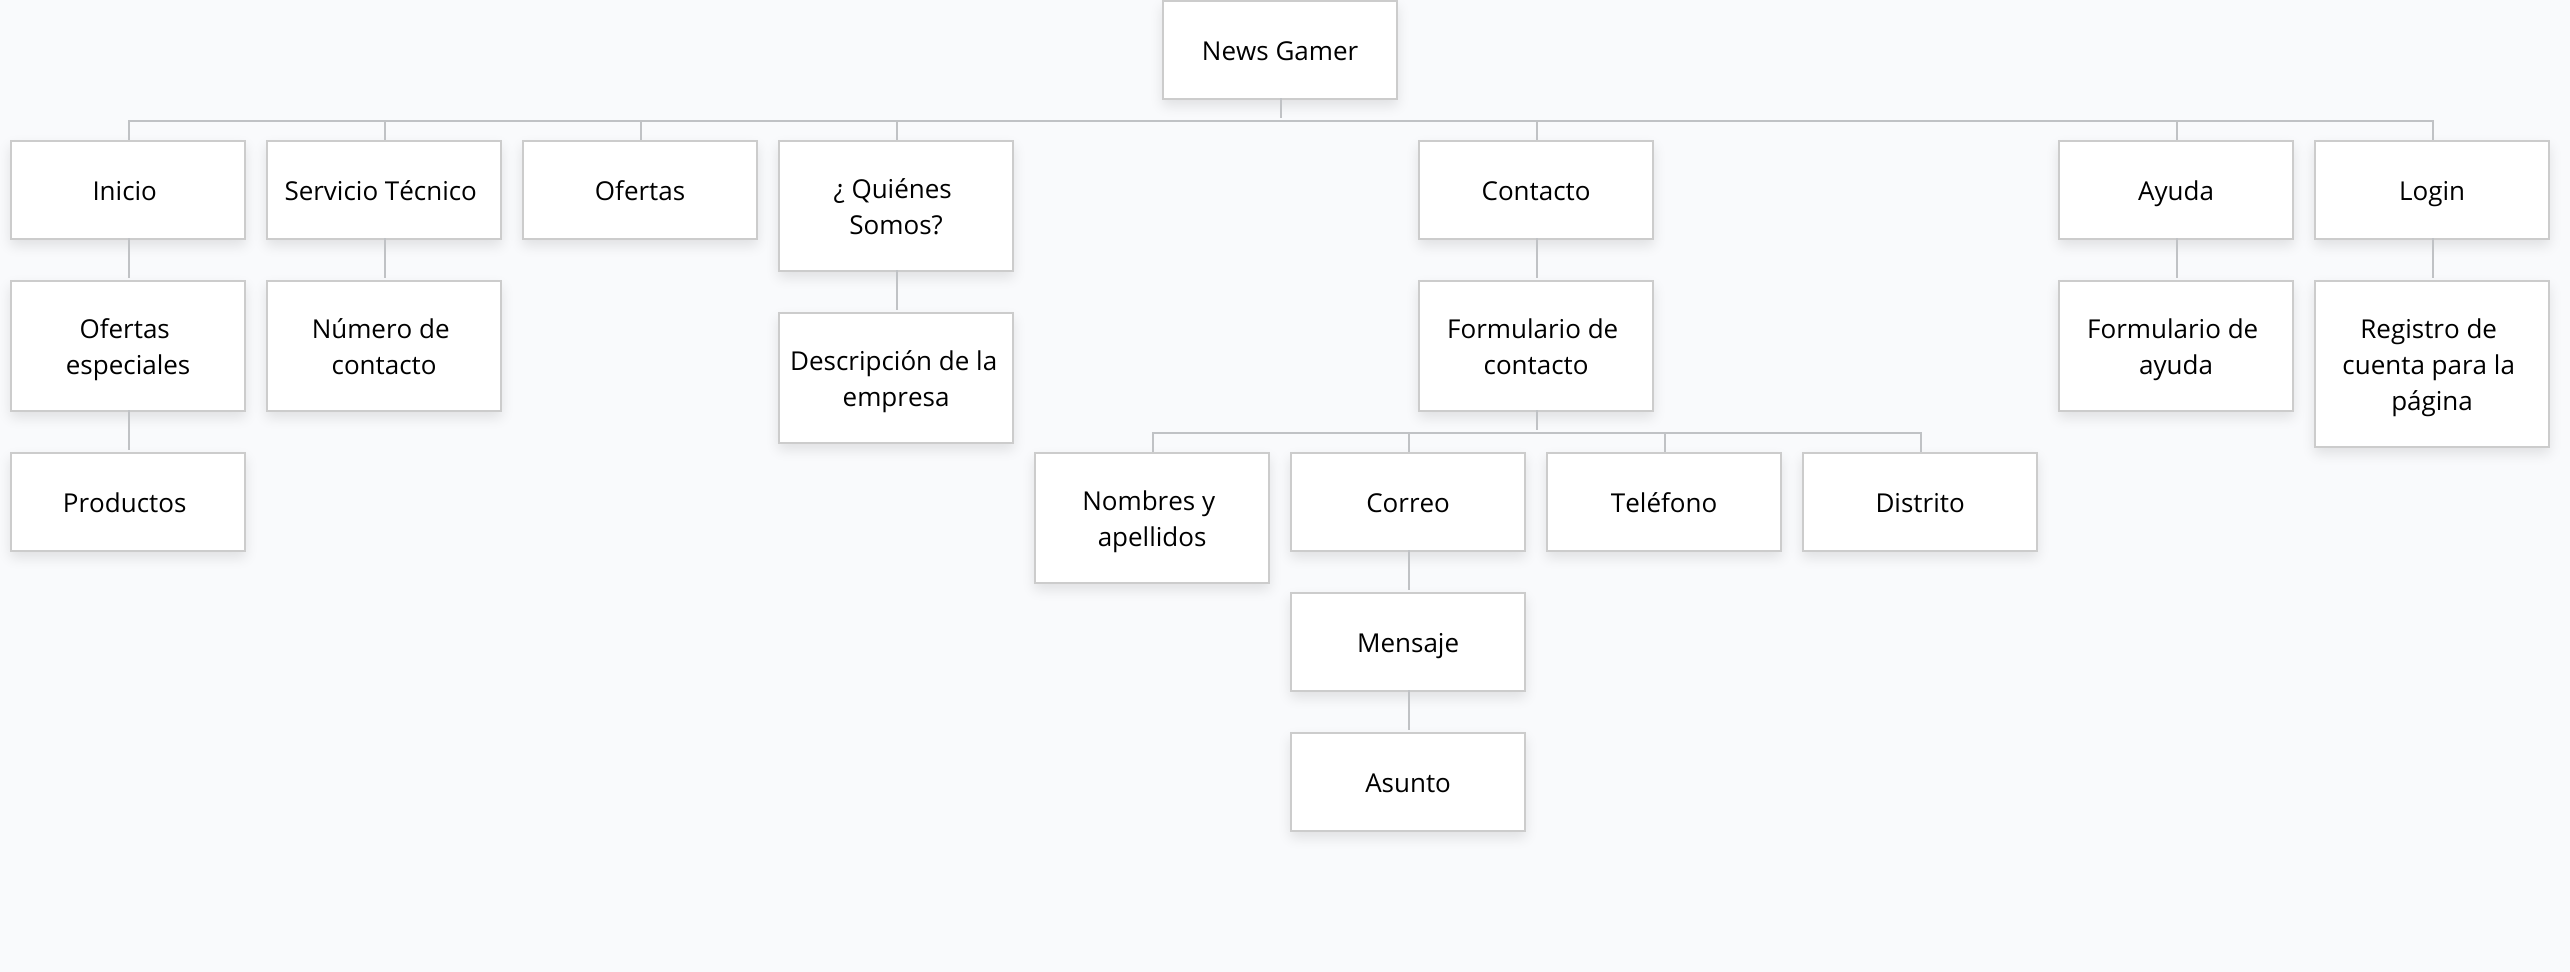 News Gamer
Inicio
Servicio Técnico
Ofertas
¿ Quiénes
Somos?
Contacto
Ayuda
Login
Ofertas
especiales
Número de
contacto
Descripción de la
empresa
Formulario de
contacto
Formulario de
ayuda
Registro de
cuenta para la
página
Productos
Nombres y
apellidos
Correo
Teléfono
Distrito
Mensaje
Asunto